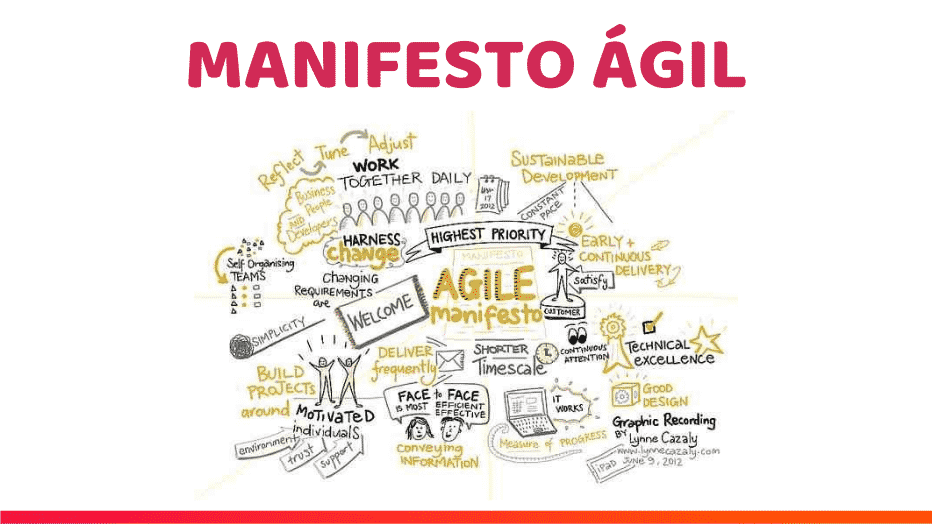 MANIFESTO ÁGIL
Reflect Tune Adjust
WORK
TOGETHER DAILY
Business
People
AND
Developers
17
2012
SUSTAINABLE
DEVELOPMENT
CONSTANT
PACE
HARNESS
change
HIGHEST PRIORITY
MANIFESTO
AGILE
manifesto
EARLY +
CONTINUOUS
DELIVERY
Satisfy
CUSTOMER
Self Organising
TEAMS
CHANGING
REQUIREMENTS
are
WELCOME
SIMPLICITY
DELIVER
frequently
SHORTER
Timescale
CONTINUOUS
ATTENTION
TECHNICAL
EXCELLENCE
BUILD
PROJECTS
around
MOTIVATED
individuals
environment
trust
support
FACE to FACE
IS MOST EFFICIENT
EFFECTIVE
conveying
INFORMATION
IT
WORKS
Measure of PROGRESS
GOOD
DESIGN
Graphic Recording
BY Lynne Cazaly
www.lynnecazaly.com
iPad JUNE 9, 2012